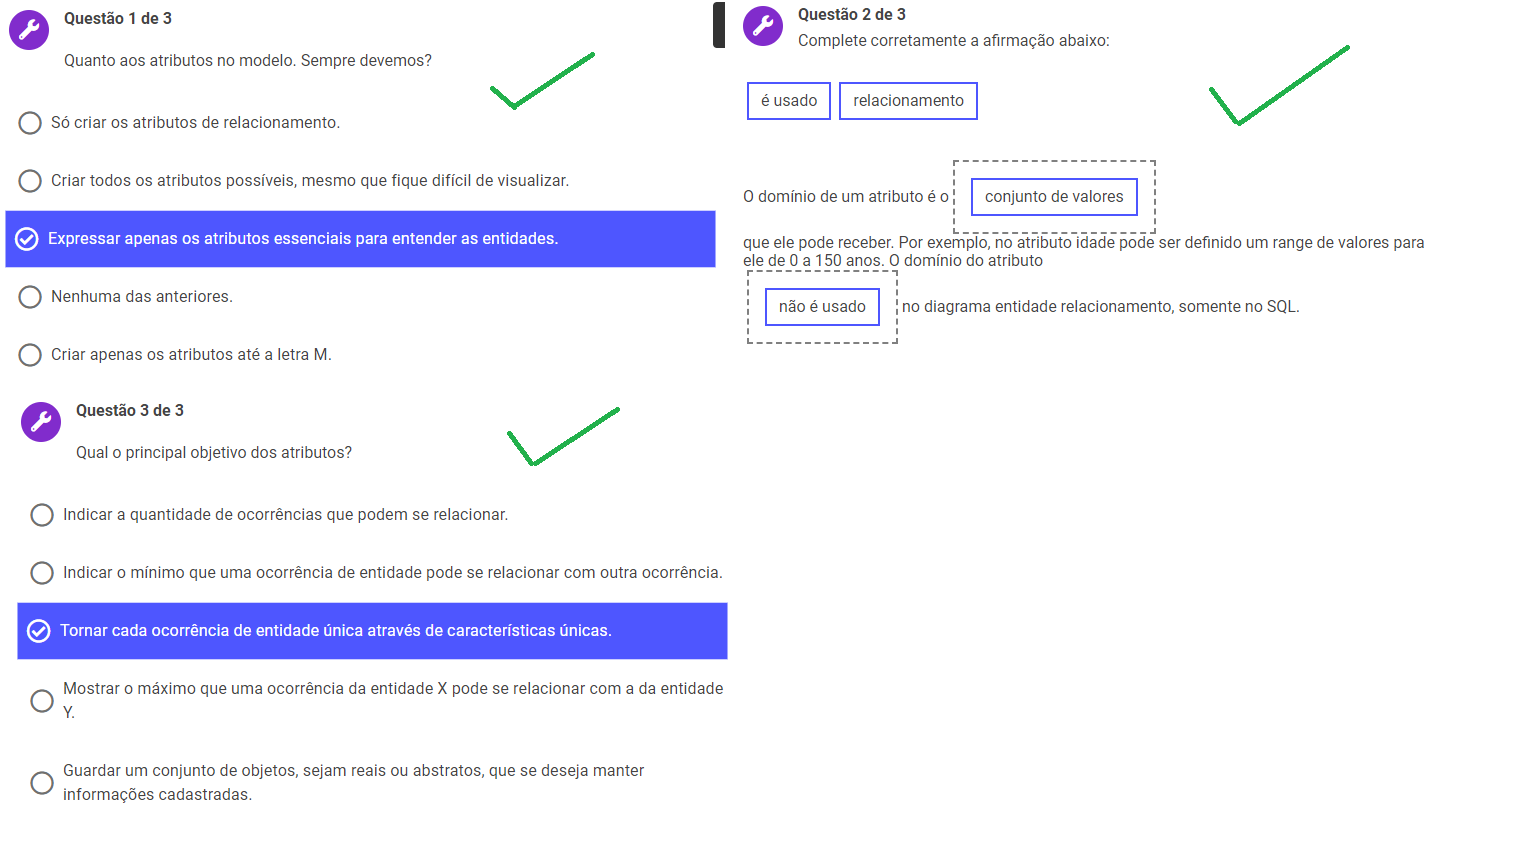 Questão 1 de 3
Quanto aos atributos no modelo. Sempre devemos?
Só criar os atributos de relacionamento.
Criar todos os atributos possíveis, mesmo que fique difícil de visualizar.
Expressar apenas os atributos essenciais para entender as entidades.
Nenhuma das anteriores.
Criar apenas os atributos até a letra M.
Questão 2 de 3
Complete corretamente a afirmação abaixo:
é usado relacionamento
O domínio de um atributo é o conjunto de valores
que ele pode receber. Por exemplo, no atributo idade pode ser definido um range de valores para
ele de 0 a 150 anos. O domínio do atributo
não é usado no diagrama entidade relacionamento, somente no SQL.
Questão 3 de 3
Qual o principal objetivo dos atributos?
Indicar a quantidade de ocorrências que podem se relacionar.
Indicar o mínimo que uma ocorrência de entidade pode se relacionar com outra ocorrência.
Tornar cada ocorrência de entidade única através de características únicas.
Mostrar o máximo que uma ocorrência da entidade X pode se relacionar com a da entidade
Y.
Guardar um conjunto de objetos, sejam reais ou abstratos, que se deseja manter
informações cadastradas.